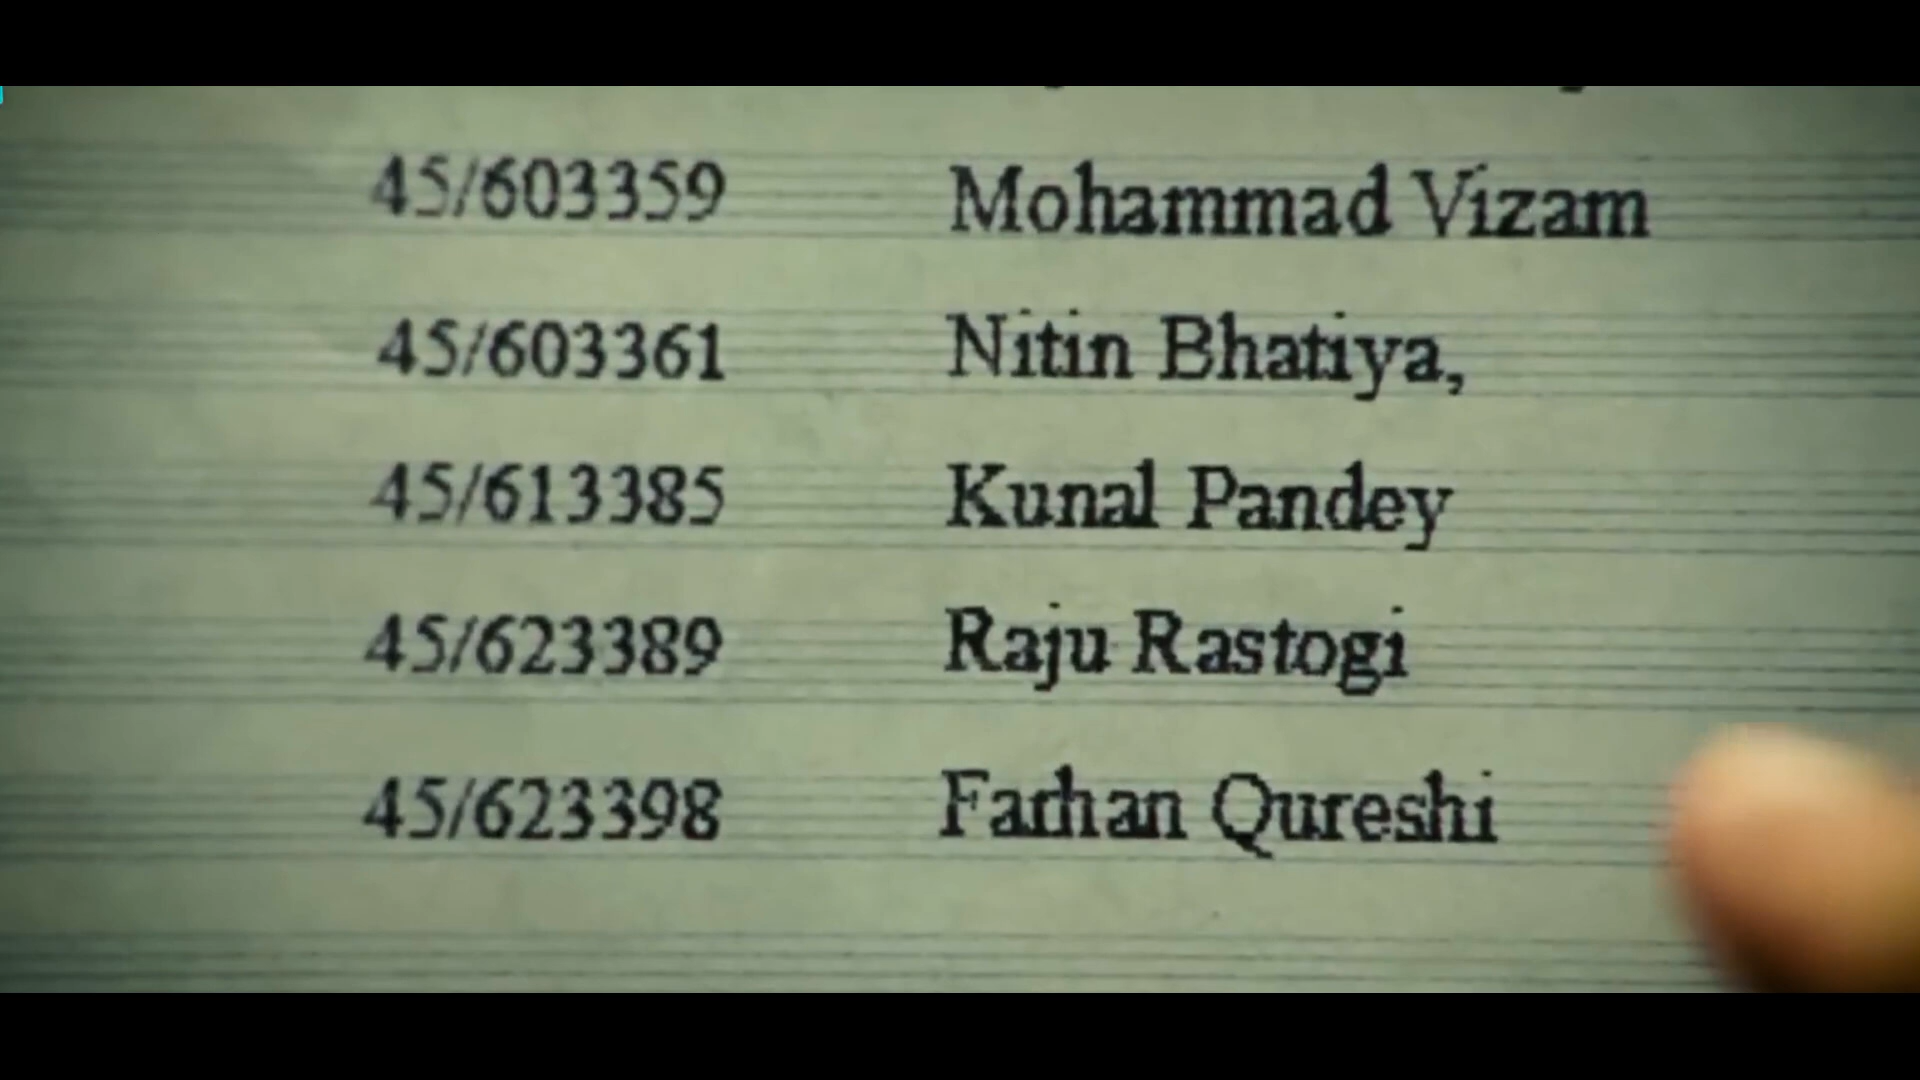 45/603359 Mohammad Vizam
45/603361 Nitin Bhatiya,
45/613385 Kunal Pandey
45/623389 Raju Rastogi
45/623398 Farhan Qureshi